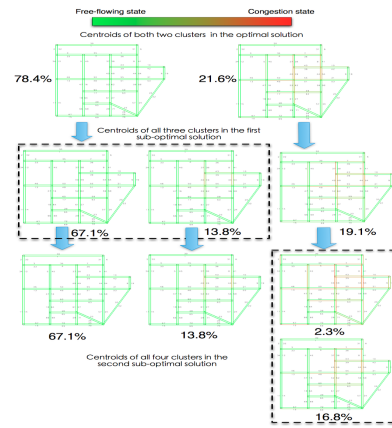 Free-flowing state Congestion state
Centroids of both two clusters in the optimal solution
78.4% 21.6%
Centroids of all three clusters in the first
sub-optimal solution
67.1% 13.8% 19.1%
67.1% 13.8% 2.3%
Centroids of all four clusters in the
second sub-optimal solution
16.8%